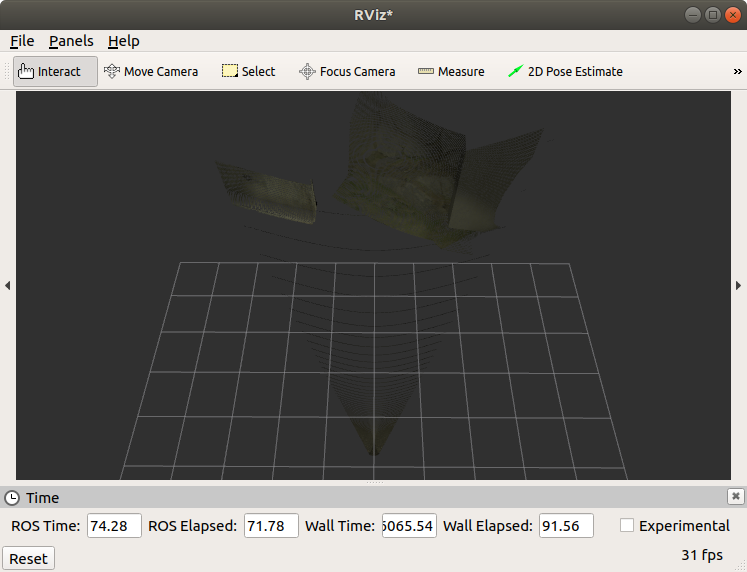 RViz*
File Panels Help
Interact Move Camera Select Focus Camera Measure 2D Pose Estimate »
Time
ROS Time: 74.28 ROS Elapsed: 71.78 Wall Time: 6065.54 Wall Elapsed: 91.56 Experimental
Reset 31 fps